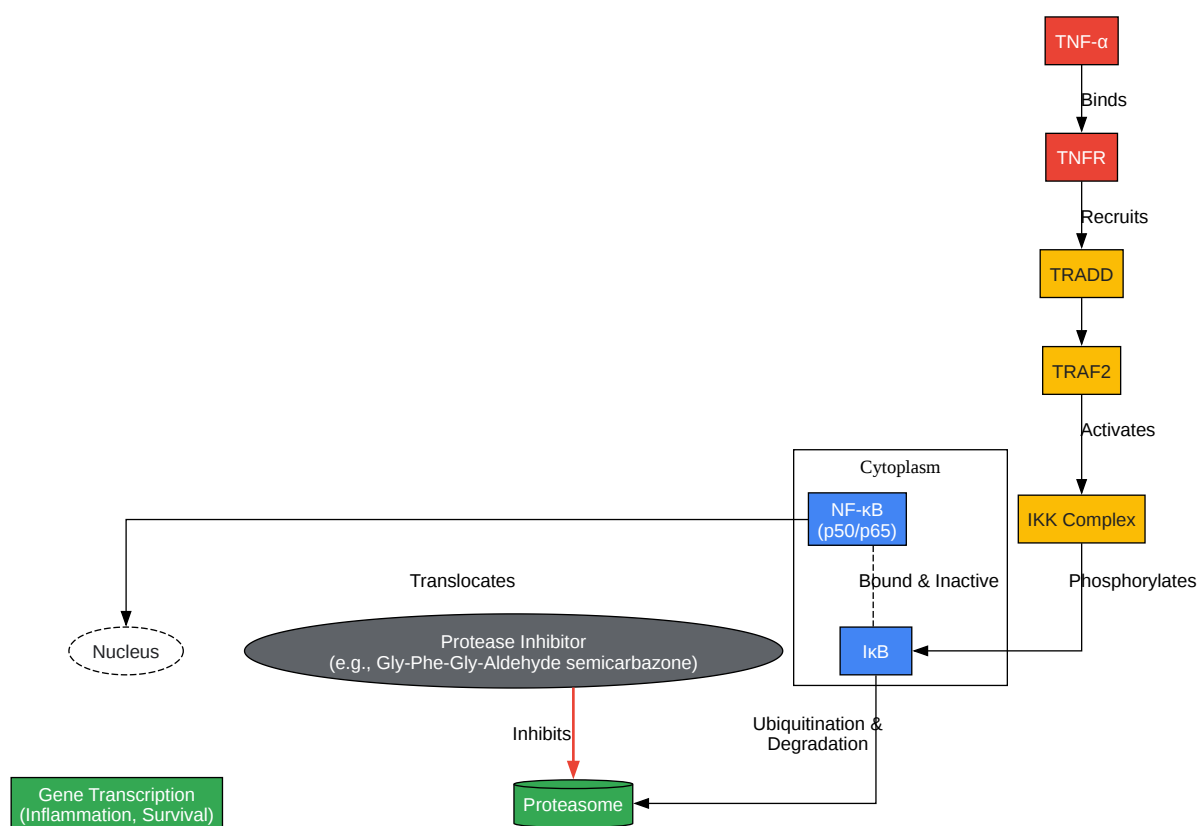 TNF-α
Binds
TNFR
Recruits
TRADD
TRAF2
Activates
Cytoplasm
NF-κB
(p50/p65)
IKK Complex
Translocates
Bound & Inactive
Phosphorylates
Nucleus
Protease Inhibitor
(e.g., Gly-Phe-Gly-Aldehyde semicarbazone)
IκB
Inhibits
Ubiquitination &
Degradation
Gene Transcription
(Inflammation, Survival)
Proteasome